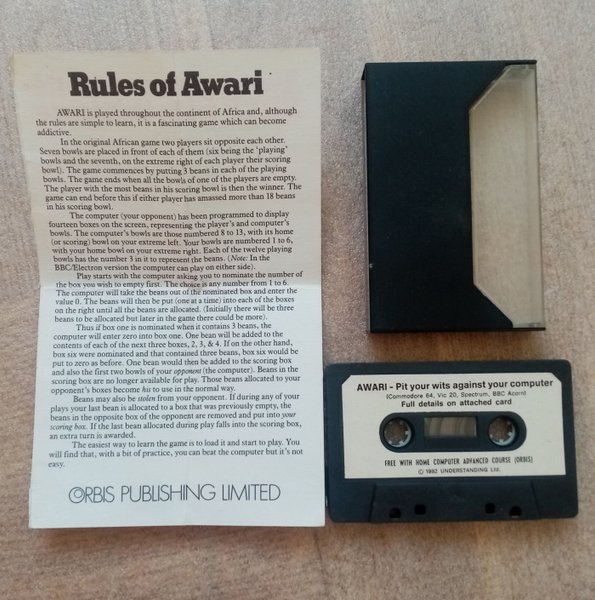 Rules of Awari
AWARI is played throughout the continent of Africa and, although
the rules are simple to learn, it is a fascinating game which can become
addictive.
In the original African game two players sit opposite each other.
Seven bowls are placed in front of each of them (six being the 'playing'
bowls and the seventh, on the extreme right of each player their scoring
bowl). The game commences by putting 3 beans in each of the playing
bowls. The game ends when all the bowls of one of the players are empty.
The player with the most beans in his scoring bowl is then the winner. The
game can end before this if either player has amassed more than 18 beans
in his scoring bowl.
The computer (your opponent) has been programmed to display
fourteen boxes on the screen, representing the player's and computer's
bowls. The computer's bowls are those numbered 8 to 13, with its home
(or scoring) bowl on your extreme left. Your bowls are numbered 1 to 6,
with your home bowl on your extreme right. Each of the twelve playing
bowls has the number 3 in it to represent the beans. (Note: In the
BBC/Electron version the computer can play on either side).
Play starts with the computer asking you to nominate the number of
the box you wish to empty first. The choice is any number from 1 to 6.
The computer will take the beans out of the nominated box and enter the
value 0. The beans will then be put (one at a time) into each of the boxes
on the right until all the beans are allocated. (Initially there will be three
beans to be allocated but later in the game there could be more).
Thus if box one is nominated when it contains 3 beans, the
computer will enter zero into box one. One bean will be added to the
contents of each of the next three boxes, 2, 3, & 4. If on the other hand,
box six were nominated and that contained three beans, box six would be
put to zero as before. One bean would then be added to the scoring box
and also the first two bowls of your opponent (the computer). Beans in the
scoring box are no longer available for play. Those beans allocated to your
opponent's boxes become his to use in the normal way.
Beans may also be stolen from your opponent. If during any of your
plays your last bean is allocated to a box that was previously empty, the
beans in the opposite box of the opponent are removed and put into your
scoring box. If the last bean allocated during play falls into the scoring box,
an extra turn is awarded.
The easiest way to learn the game is to load it and start to play. You
will find that, with a bit of practice, you can beat the computer but it's not
easy.
ORBIS PUBLISHING LIMITED
AWARI - Pit your wits against your computer
(Commodore 64, Vic 20, Spectrum, BBC Acorn)
Full details on attached card
FREE WITH HOME COMPUTER ADVANCED COURSE (ORBIS)
© 1982 UNDERSTANDING Ltd.